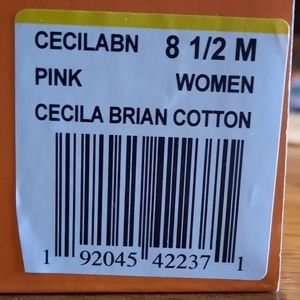 CECILABN 8 1/2 M
PINK WOMEN
CECILA BRIAN COTTON
1 92045 42237 1